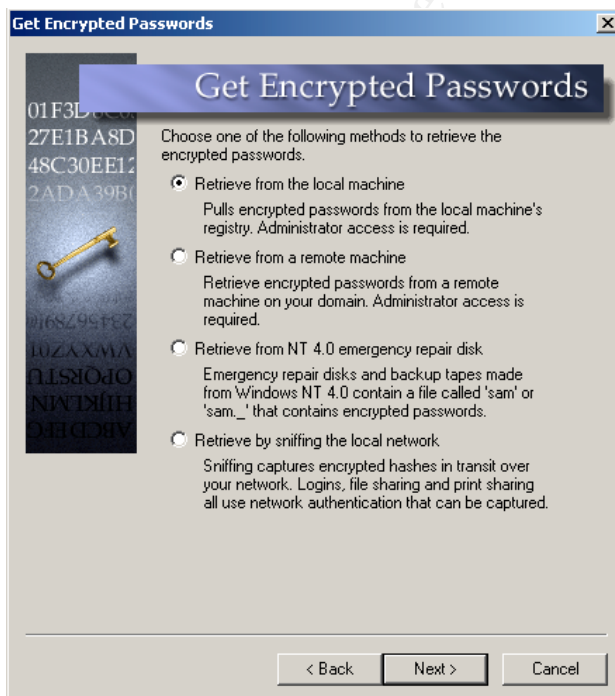 Get Encrypted Passwords
Get Encrypted Passwords
01F3D
27E1BA8D
48C30EE12
2ADA39B(
Choose one of the following methods to retrieve the
encrypted passwords.
Retrieve from the local machine
Pulls encrypted passwords from the local machine's
registry. Administrator access is required.
Retrieve from a remote machine
Retrieve encrypted passwords from a remote
machine on your domain. Administrator access is
required.
Retrieve from NT 4.0 emergency repair disk
Emergency repair disks and backup tapes made
from Windows NT 4.0 contain a file called 'sam' or
'sam._' that contains encrypted passwords.
Retrieve by sniffing the local network
Sniffing captures encrypted hashes in transit over
your network. Logins, file sharing and print sharing
all use network authentication that can be captured.
< Back
Next >
Cancel